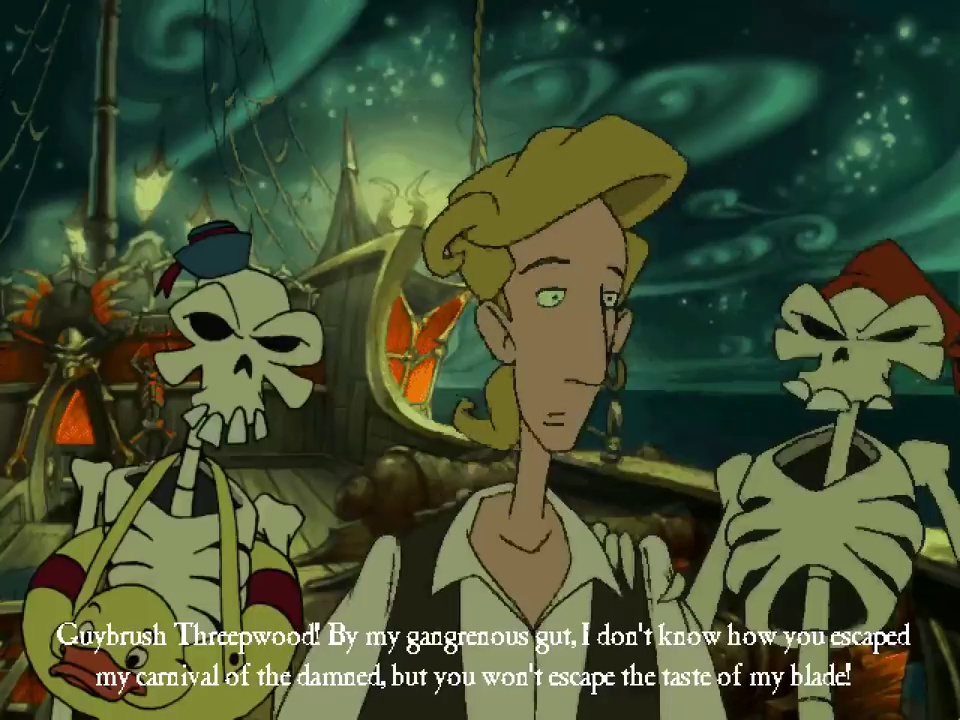 Guybrush Threepwood! By my gangrenous gut, I don't know how you escaped
my carnival of the damned, but you won't escape the taste of my blade!